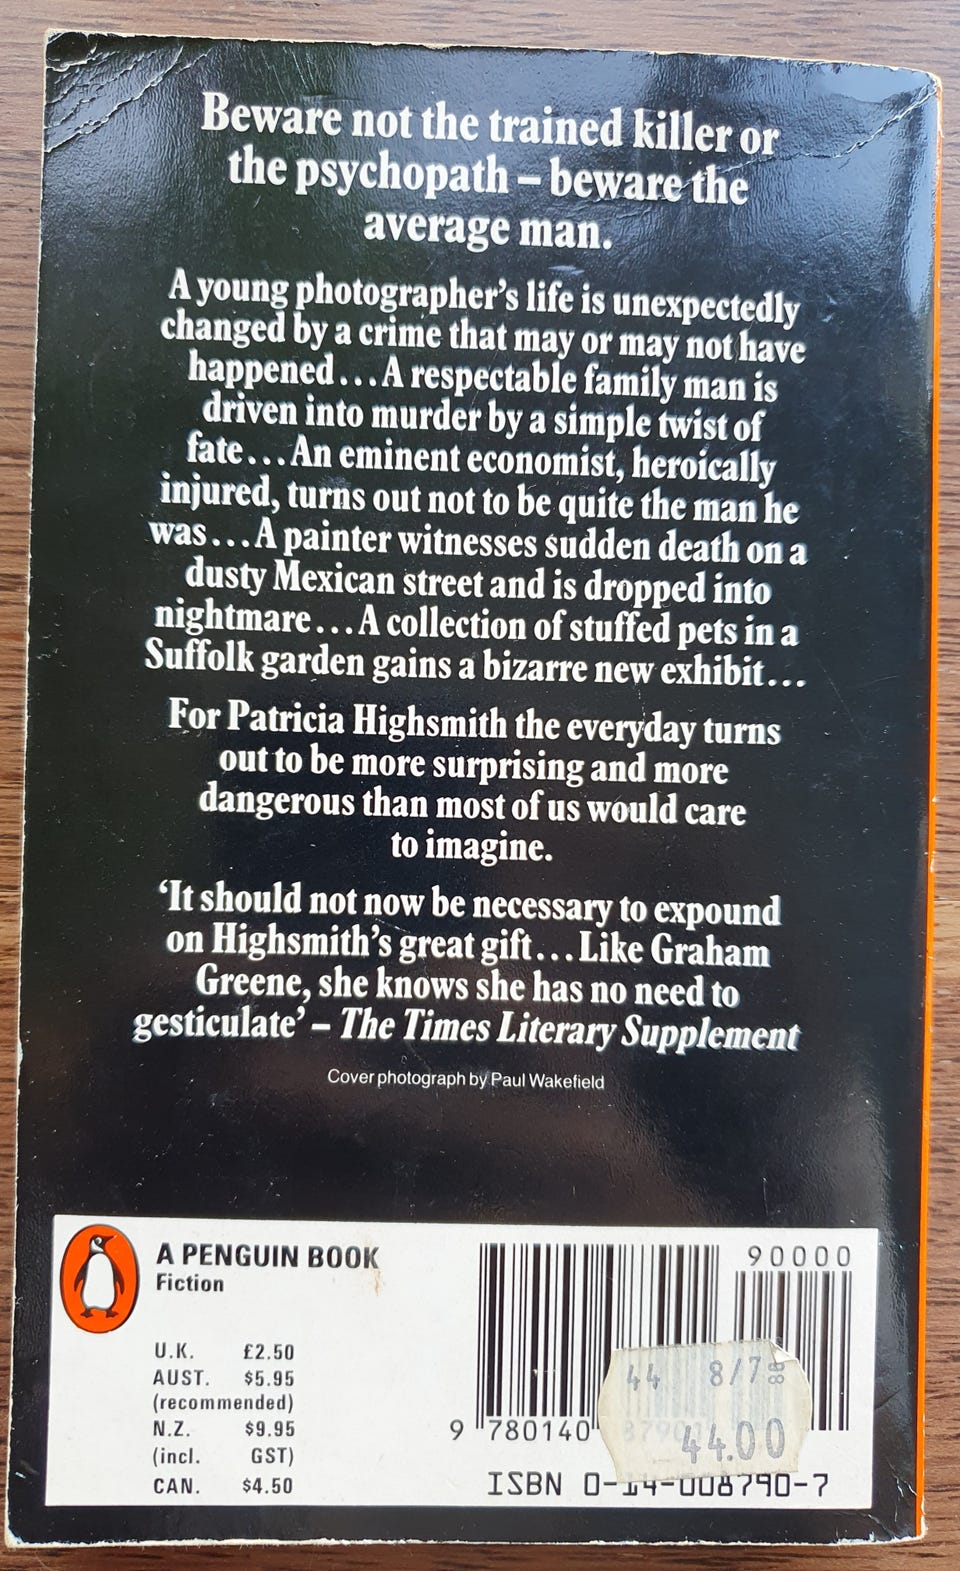 Beware not the trained killer or
the psychopath – beware the
average man.
A young photographer's life is unexpectedly
changed by a crime that may or may not have
happened...A respectable family man is
driven into murder by a simple twist of
fate...An eminent economist, heroically
injured, turns out not to be quite the man he
was...A painter witnesses sudden death on a
dusty Mexican street and is dropped into
nightmare...A collection of stuffed pets in a
Suffolk garden gains a bizarre new exhibit...
For Patricia Highsmith the everyday turns
out to be more surprising and more
dangerous than most of us would care
to imagine.
'It should not now be necessary to expound
on Highsmith's great gift...Like Graham
Greene, she knows she has no need to
gesticulate' – The Times Literary Supplement
Cover photograph by Paul Wakefield
A PENGUIN BOOK
Fiction
U.K. £2.50
AUST. $5.95
(recommended)
N.Z. $9.95
(incl. GST)
CAN. $4.50
90000
44 8/7 88
44.00
9 780140
ISBN 0-14-008790-7